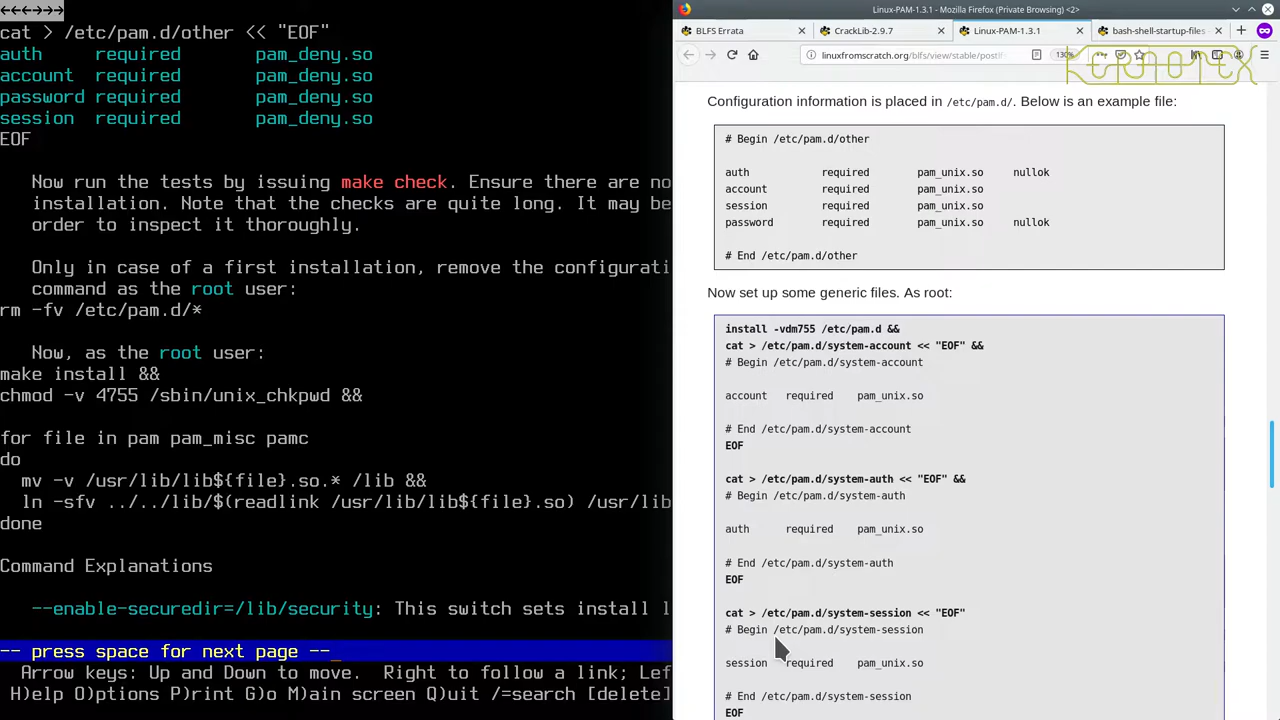 ←←←→→→
cat > /etc/pam.d/other << "EOF"
auth     required       pam_deny.so
account  required       pam_deny.so
password required       pam_deny.so
session  required       pam_deny.so
EOF
Now run the tests by issuing make check. Ensure there are no
installation. Note that the checks are quite long. It may be
order to inspect it thoroughly.
Only in case of a first installation, remove the configurati
command as the root user:
rm -fv /etc/pam.d/*
Now, as the root user:
make install &&
chmod -v 4755 /sbin/unix_chkpwd &&
for file in pam pam_misc pamc
do
mv -v /usr/lib/lib${file}.so.* /lib &&
ln -sfv ../../lib/$(readlink /usr/lib/lib${file}.so) /usr/lib
done
Command Explanations
--enable-securedir=/lib/security: This switch sets install l
-- press space for next page --
Arrow keys: Up and Down to move.  Right to follow a link; Lef
H)elp O)ptions P)rint G)o M)ain screen Q)uit /=search [delete]
Linux-PAM-1.3.1 - Mozilla Firefox (Private Browsing) <2>
BLFS Errata
CrackLib-2.9.7
Linux-PAM-1.3.1
bash-shell-startup-files
linuxfromscratch.org/blfs/view/stable/postl
130%
KERNOTEX
Configuration information is placed in /etc/pam.d/. Below is an example file:
# Begin /etc/pam.d/other
auth            required        pam_unix.so     nullok
account         required        pam_unix.so
session         required        pam_unix.so
password        required        pam_unix.so     nullok
# End /etc/pam.d/other
Now set up some generic files. As root:
install -vdm755 /etc/pam.d &&
cat > /etc/pam.d/system-account << "EOF" &&
# Begin /etc/pam.d/system-account
account   required    pam_unix.so
# End /etc/pam.d/system-account
EOF
cat > /etc/pam.d/system-auth << "EOF" &&
# Begin /etc/pam.d/system-auth
auth      required    pam_unix.so
# End /etc/pam.d/system-auth
EOF
cat > /etc/pam.d/system-session << "EOF"
# Begin /etc/pam.d/system-session
session   required    pam_unix.so
# End /etc/pam.d/system-session
EOF